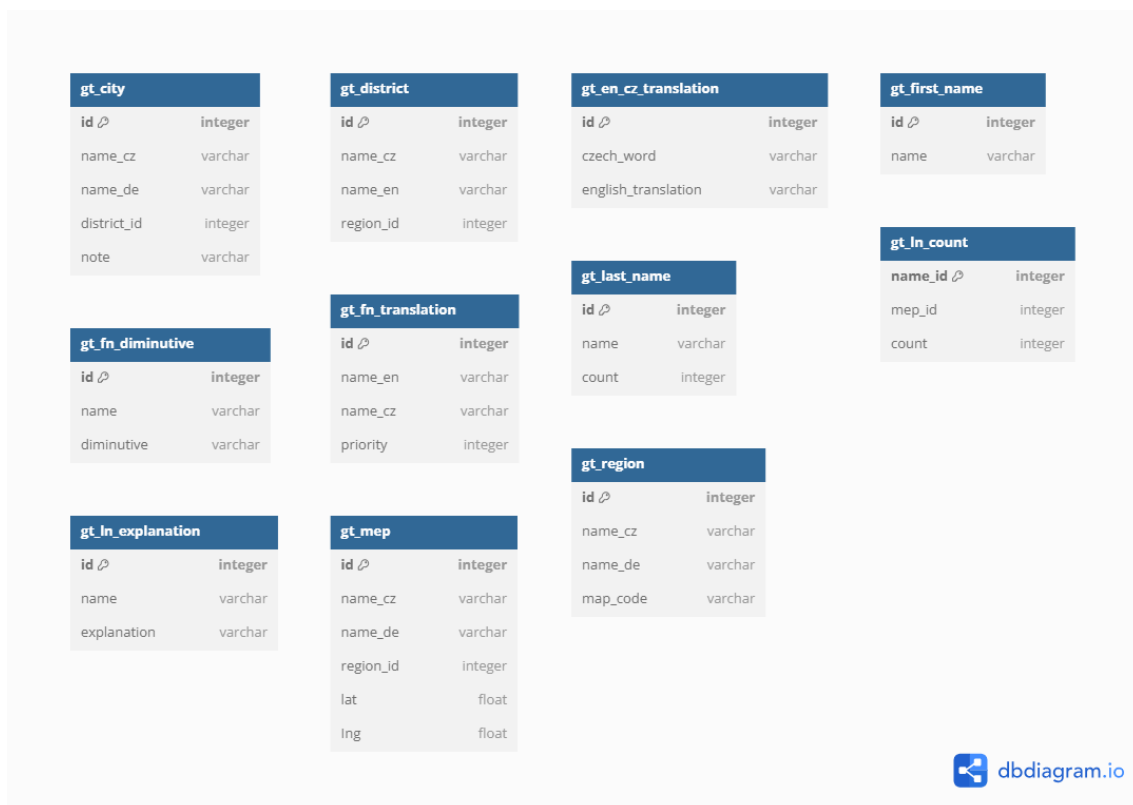 gt_city
id integer
name_cz varchar
name_de varchar
district_id integer
note varchar
gt_fn_diminutive
id integer
name varchar
diminutive varchar
gt_ln_explanation
id integer
name varchar
explanation varchar
gt_district
id integer
name_cz varchar
name_en varchar
region_id integer
gt_fn_translation
id integer
name_en varchar
name_cz varchar
priority integer
gt_mep
id integer
name_cz varchar
name_de varchar
region_id integer
lat float
lng float
gt_en_cz_translation
id integer
czech_word varchar
english_translation varchar
gt_last_name
id integer
name varchar
count integer
gt_region
id integer
name_cz varchar
name_de varchar
map_code varchar
gt_first_name
id integer
name varchar
gt_ln_count
name_id integer
mep_id integer
count integer
dbdiagram.io